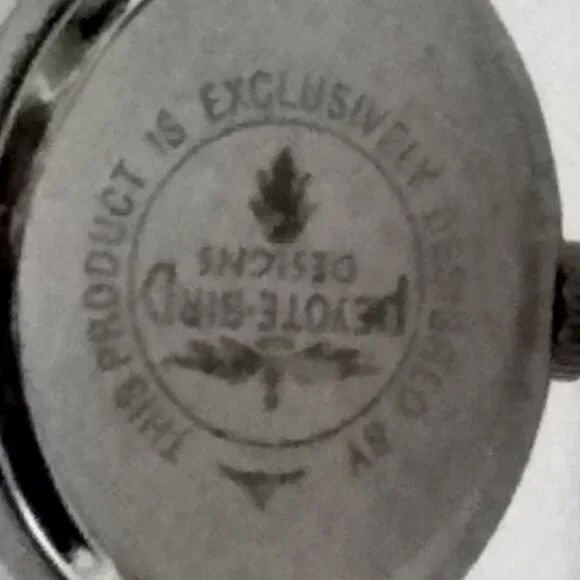 THIS PRODUCT IS EXCLUSIVELY DESIGNED BY
PEYOTE-BIRD
DESIGNS